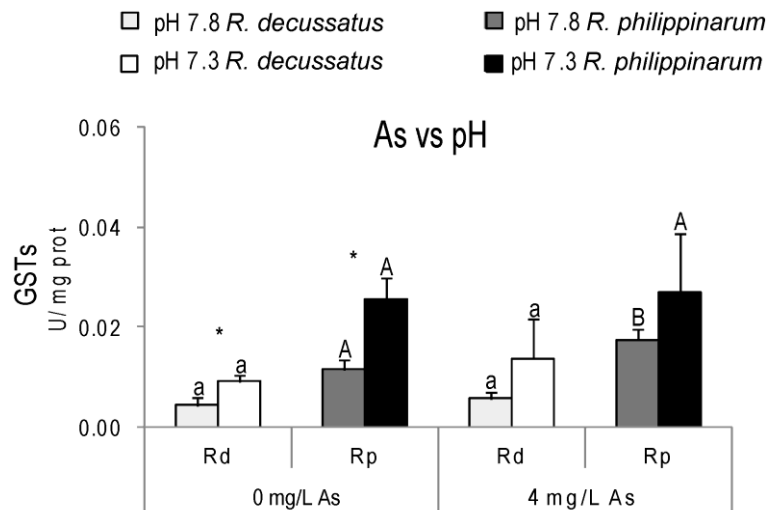 pH 7.8 R. decussatus
pH 7.8 R. philippinarum
pH 7.3 R. decussatus
pH 7.3 R. philippinarum
As vs pH
GSTs
U/mg prot
0.06
0.04
0.02
0.00
a
*
a
A
*
A
a
a
B
A
Rd
Rp
Rd
Rp
0 mg/L As
4 mg/L As